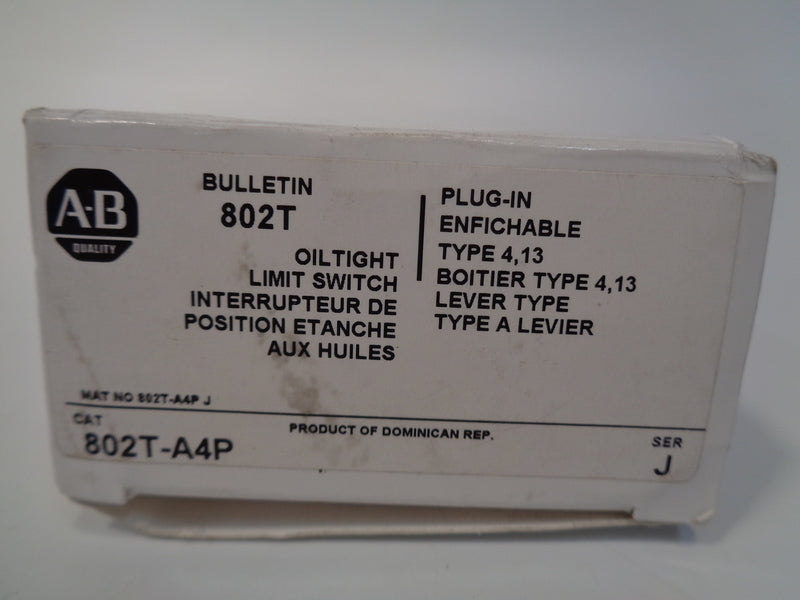 A-B
QUALITY
BULLETIN
802T
OILTIGHT
LIMIT SWITCH
INTERRUPTEUR DE
POSITION ETANCHE
AUX HUILES
PLUG-IN
ENFICHABLE
TYPE 4,13
BOITIER TYPE 4,13
LEVER TYPE
TYPE A LEVIER
MAT NO 802T-A4P J
CAT
802T-A4P
PRODUCT OF DOMINICAN REP.
SER
J